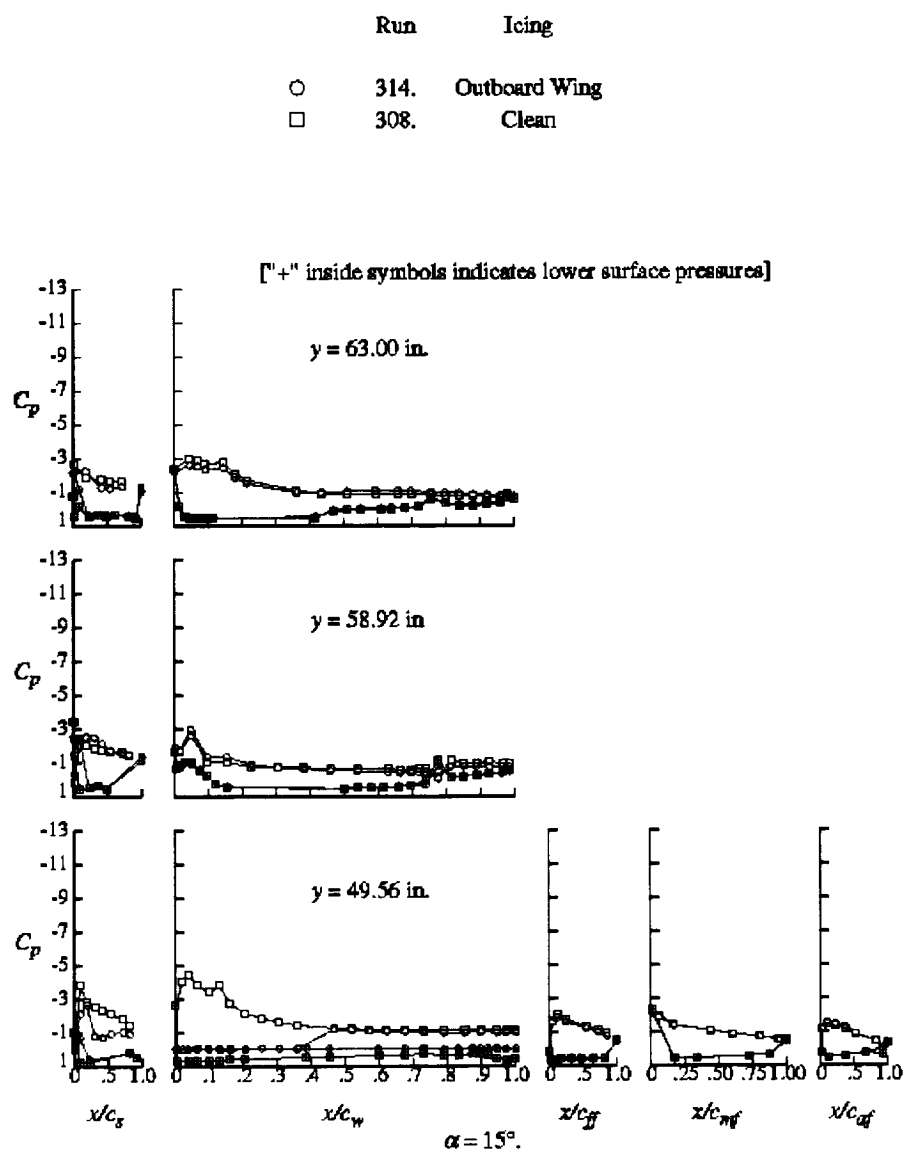 Run Icing
314. Outboard Wing
308. Clean
["+" inside symbols indicates lower surface pressures]
-13
-11
-9
-7
-5
-3
-1
1
C_p
y = 63.00 in.
-13
-11
-9
-7
-5
-3
-1
1
C_p
y = 58.92 in
-13
-11
-9
-7
-5
-3
-1
1
C_p
y = 49.56 in.
0 .5 1.0 0 .1 .2 .3 .4 .5 .6 .7 .8 .9 1.0 0 .5 1.0 0 .25 .50 .75 1.00 0 .5 1.0
x/c_s x/c_w x/c_ff x/c_mf x/c_af
α = 15°.